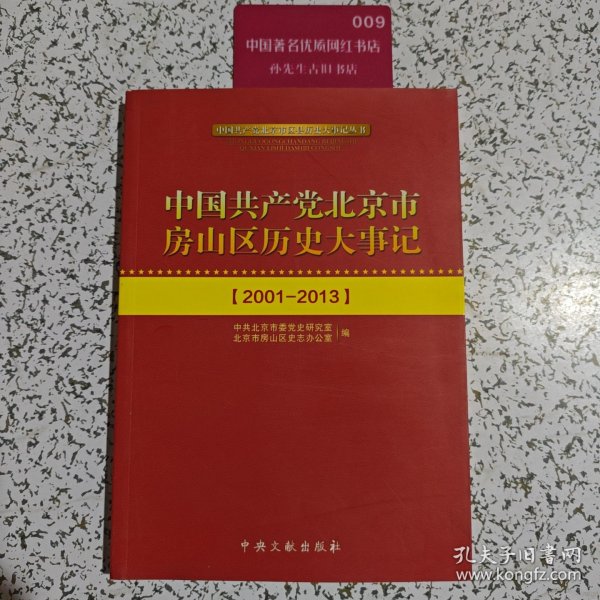 009
中国著名优质网红书店
孙先生古旧书店
中国共产党北京市区县历史大事记丛书
中国共产党北京市
房山区历史大事记
【2001-2013】
中共北京市委党史研究室
北京市房山区史志办公室
编
中央文献出版社
孔夫子旧书网
www.kongfz.com